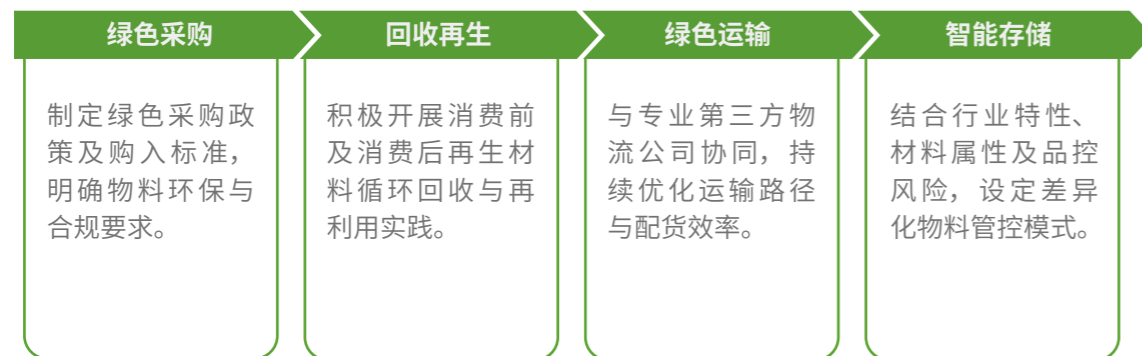 绿色采购
制定绿色采购政
策及购入标准，
明确物料环保与
合规要求。
回收再生
积极开展消费前
及消费后再生材
料循环回收与再
利用实践。
绿色运输
与专业第三方物
流公司协同，持
续优化运输路径
与配货效率。
智能存储
结合行业特性、
材料属性及品控
风险，设定差异
化物料管控模式。